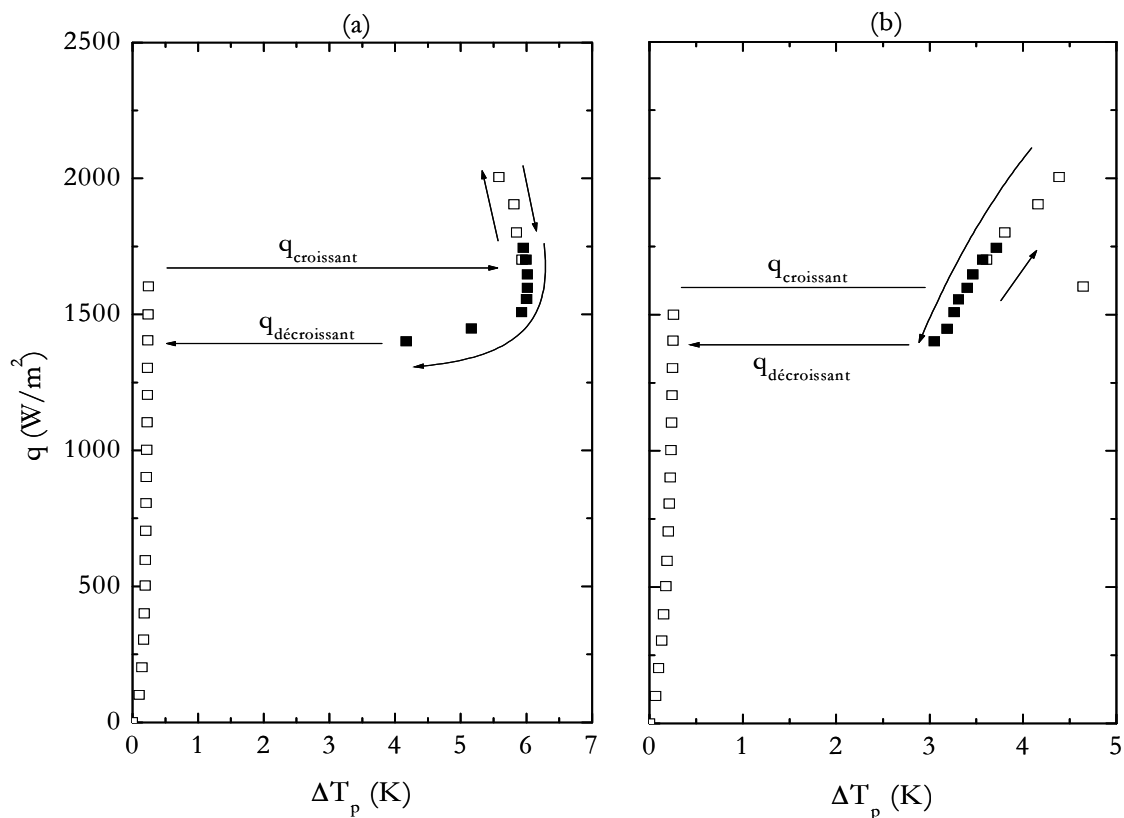 (a)
2500
2000
1500
1000
500
0
q (W/m²)
q_croissant
q_décroissant
0 1 2 3 4 5 6 7
ΔT_p (K)
(b)
q_croissant
q_décroissant
0 1 2 3 4 5
ΔT_p (K)